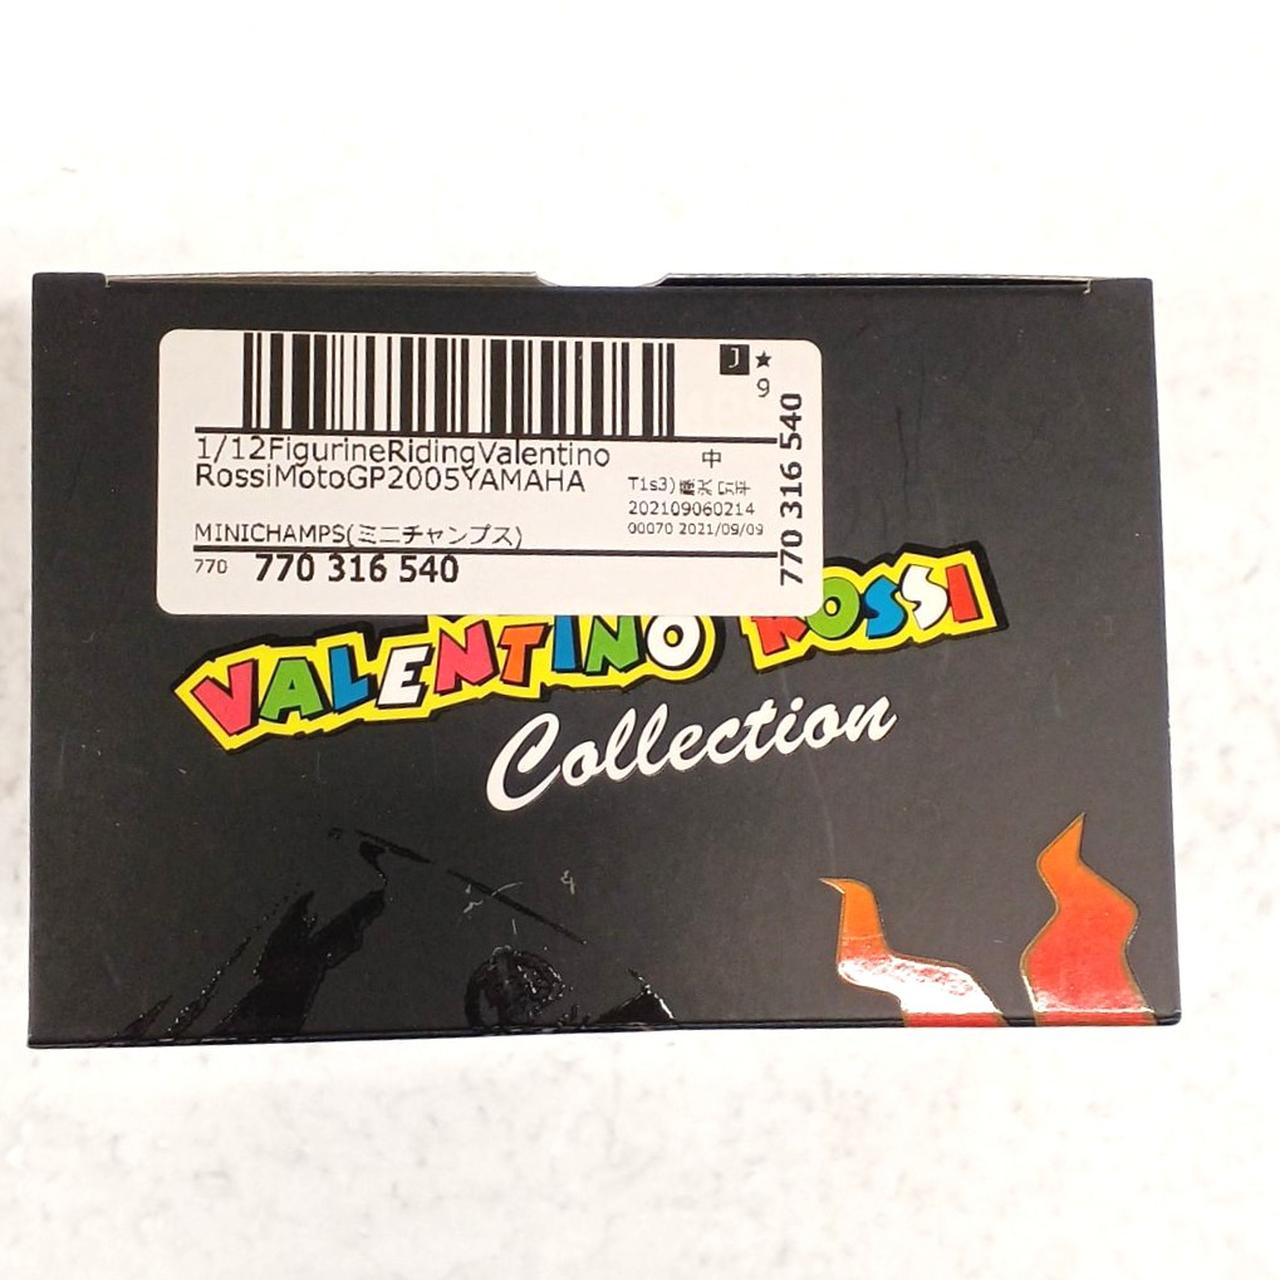 J ★
9
1/12FigurineRidingValentino
RossiMotoGP2005YAMAHA
中
T1s3)
202109060214
00070 2021/09/09
MINICHAMPS(ミニチャンプス)
770 770 316 540
770 316 540
VALENTINO ROSSI
Collection